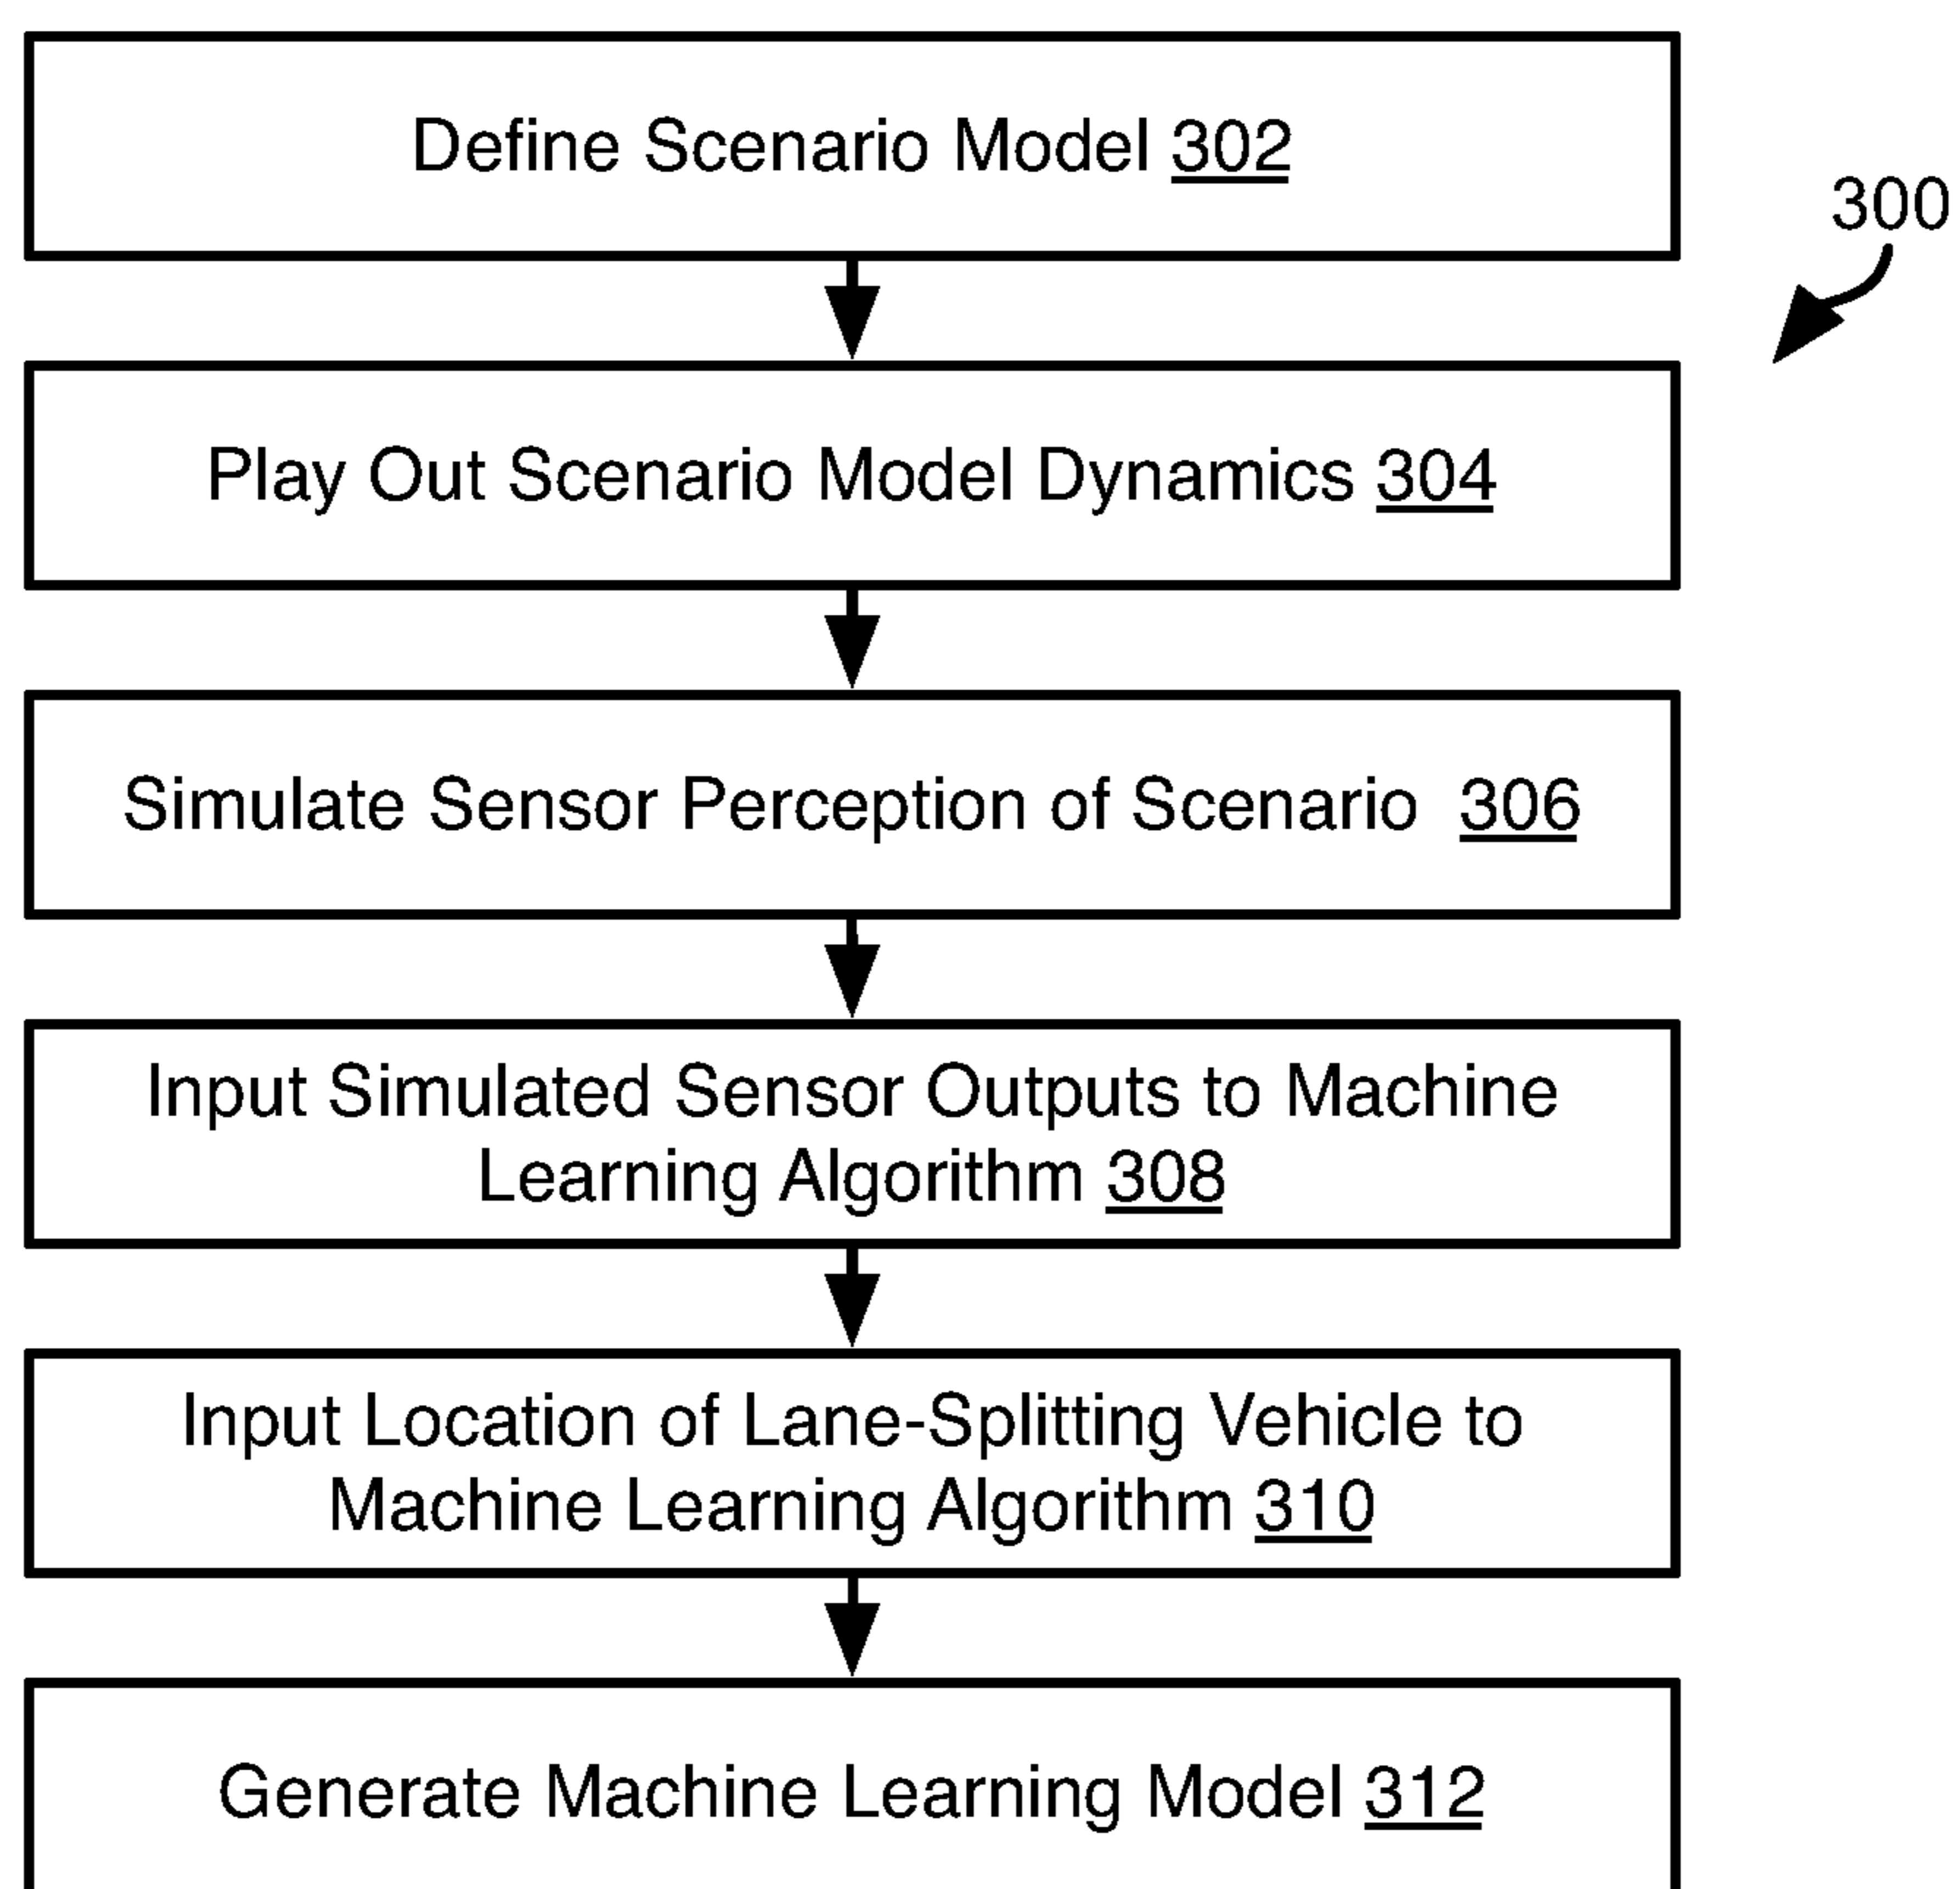 Define Scenario Model 302
300
Play Out Scenario Model Dynamics 304
Simulate Sensor Perception of Scenario 306
Input Simulated Sensor Outputs to Machine
Learning Algorithm 308
Input Location of Lane-Splitting Vehicle to
Machine Learning Algorithm 310
Generate Machine Learning Model 312